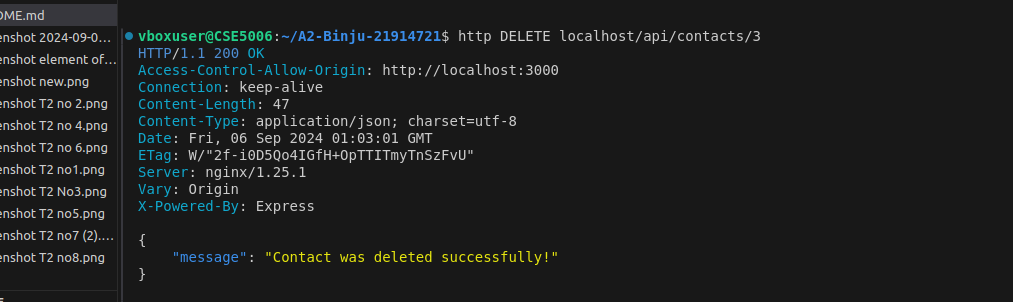 OME.md
enshot 2024-09-0...
enshot element of...
enshot new.png
enshot T2 no 2.png
enshot T2 no 4.png
enshot T2 no 6.png
enshot T2 no1.png
enshot T2 No3.png
enshot T2 no5.png
enshot T2 no7 (2)....
enshot T2 no8.png
vboxuser@CSE5006:~/A2-Binju-21914721$ http DELETE localhost/api/contacts/3
HTTP/1.1 200 OK
Access-Control-Allow-Origin: http://localhost:3000
Connection: keep-alive
Content-Length: 47
Content-Type: application/json; charset=utf-8
Date: Fri, 06 Sep 2024 01:03:01 GMT
ETag: W/"2f-i0D5Qo4IGfH+OpTTITmyTnSzFvU"
Server: nginx/1.25.1
Vary: Origin
X-Powered-By: Express
{
"message": "Contact was deleted successfully!"
}